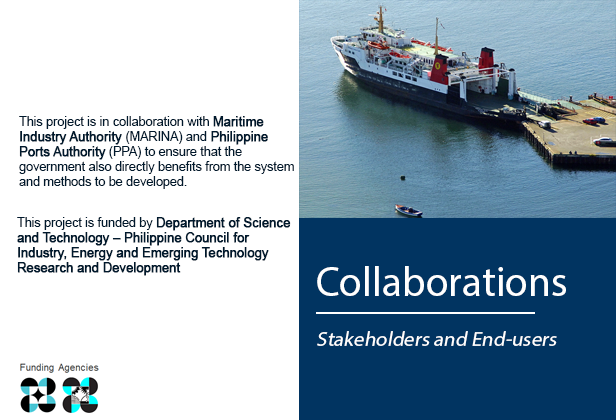 This project is in collaboration with Maritime
Industry Authority (MARINA) and Philippine
Ports Authority (PPA) to ensure that the
government also directly benefits from the system
and methods to be developed.
This project is funded by Department of Science
and Technology – Philippine Council for
Industry, Energy and Emerging Technology
Research and Development
Funding Agencies
Collaborations
Stakeholders and End-users